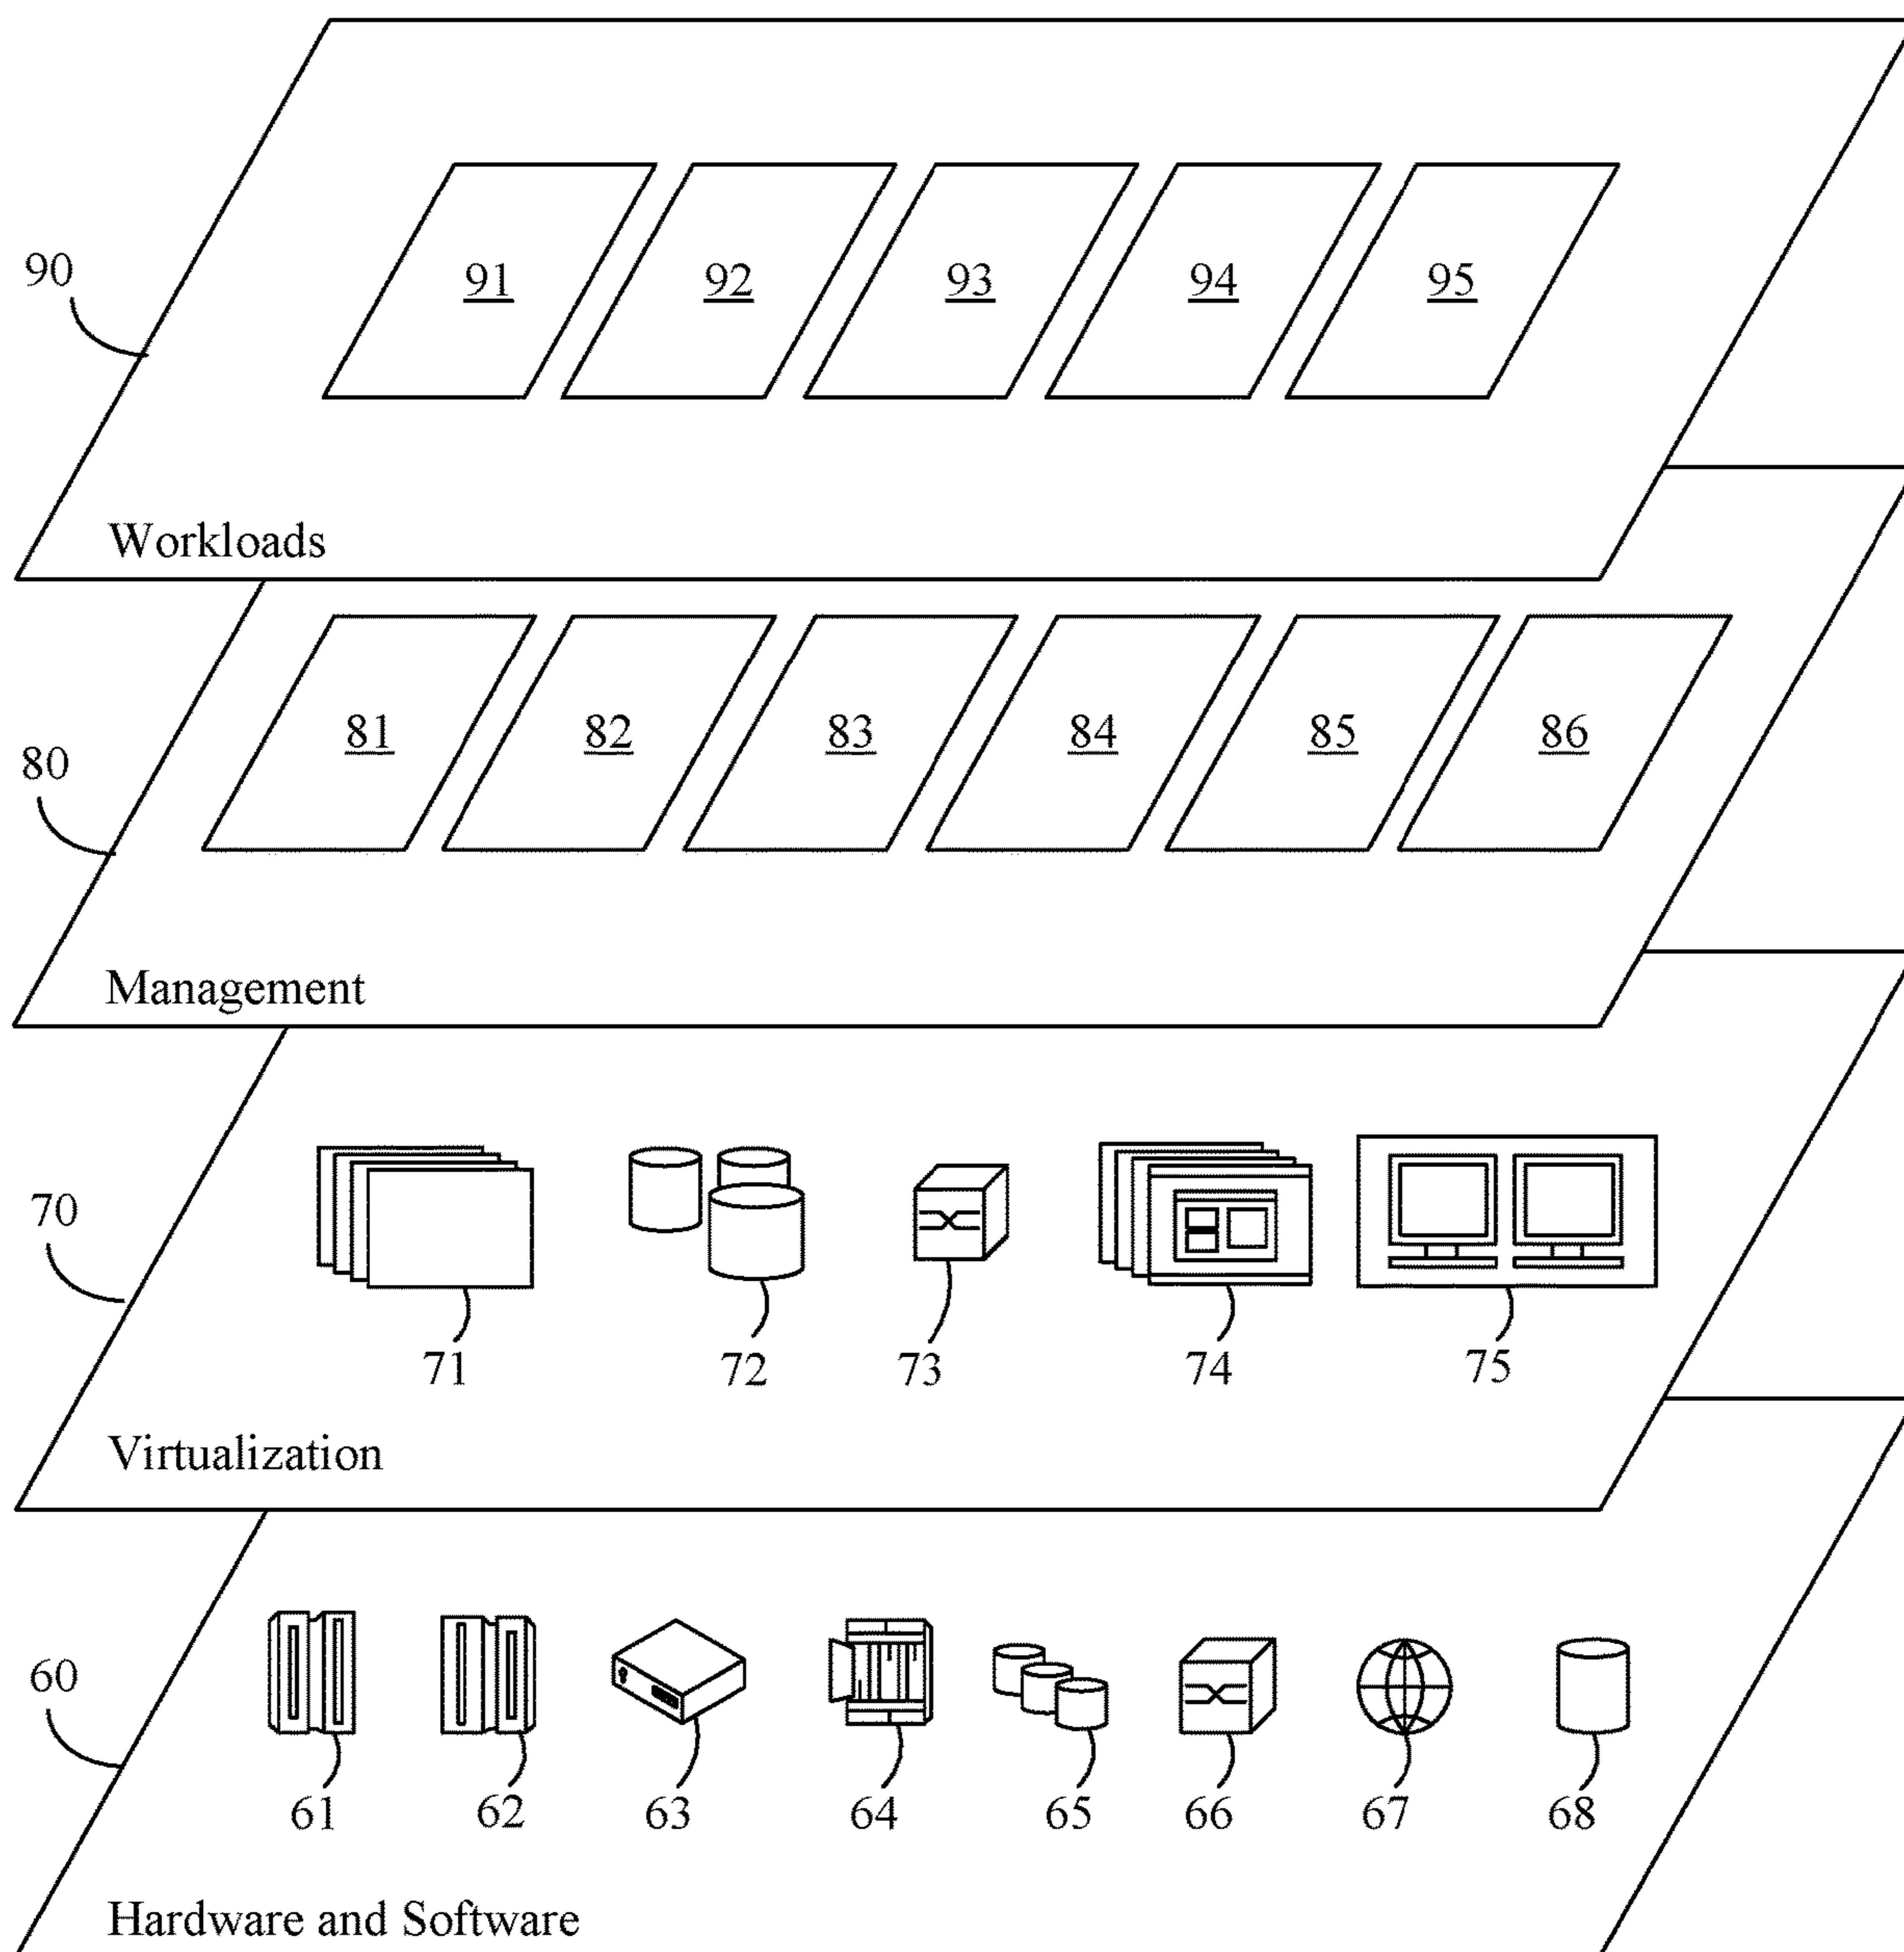 91 92 93 94 95
90
Workloads
81 82 83 84 85 86
80
Management
70
71 72 73 74 75
Virtualization
60
61 62 63 64 65 66 67 68
Hardware and Software